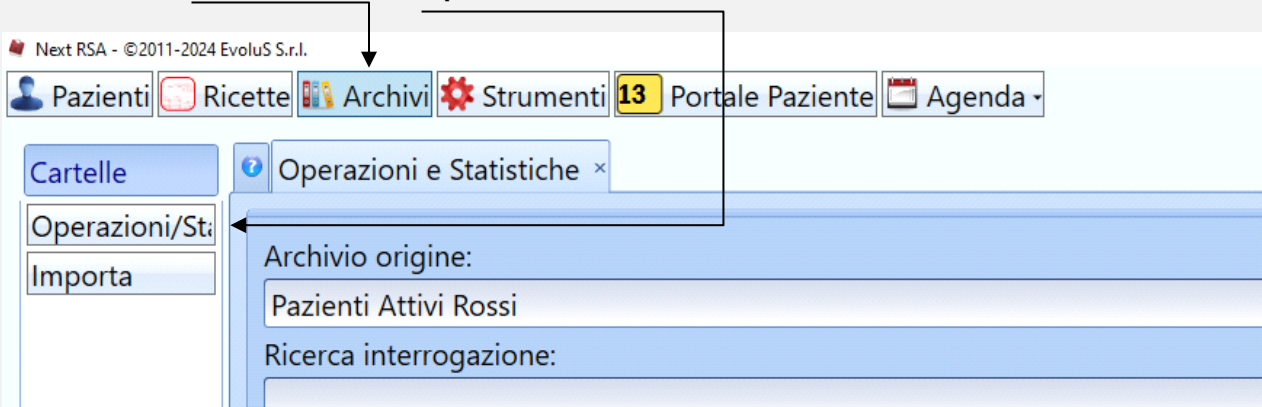 Next RSA - ©2011-2024 EvoluS S.r.l.
Pazienti Ricette Archivi Strumenti 13 Portale Paziente Agenda
Cartelle
? Operazioni e Statistiche ×
Operazioni/Sta
Importa
Archivio origine:
Pazienti Attivi Rossi
Ricerca interrogazione: